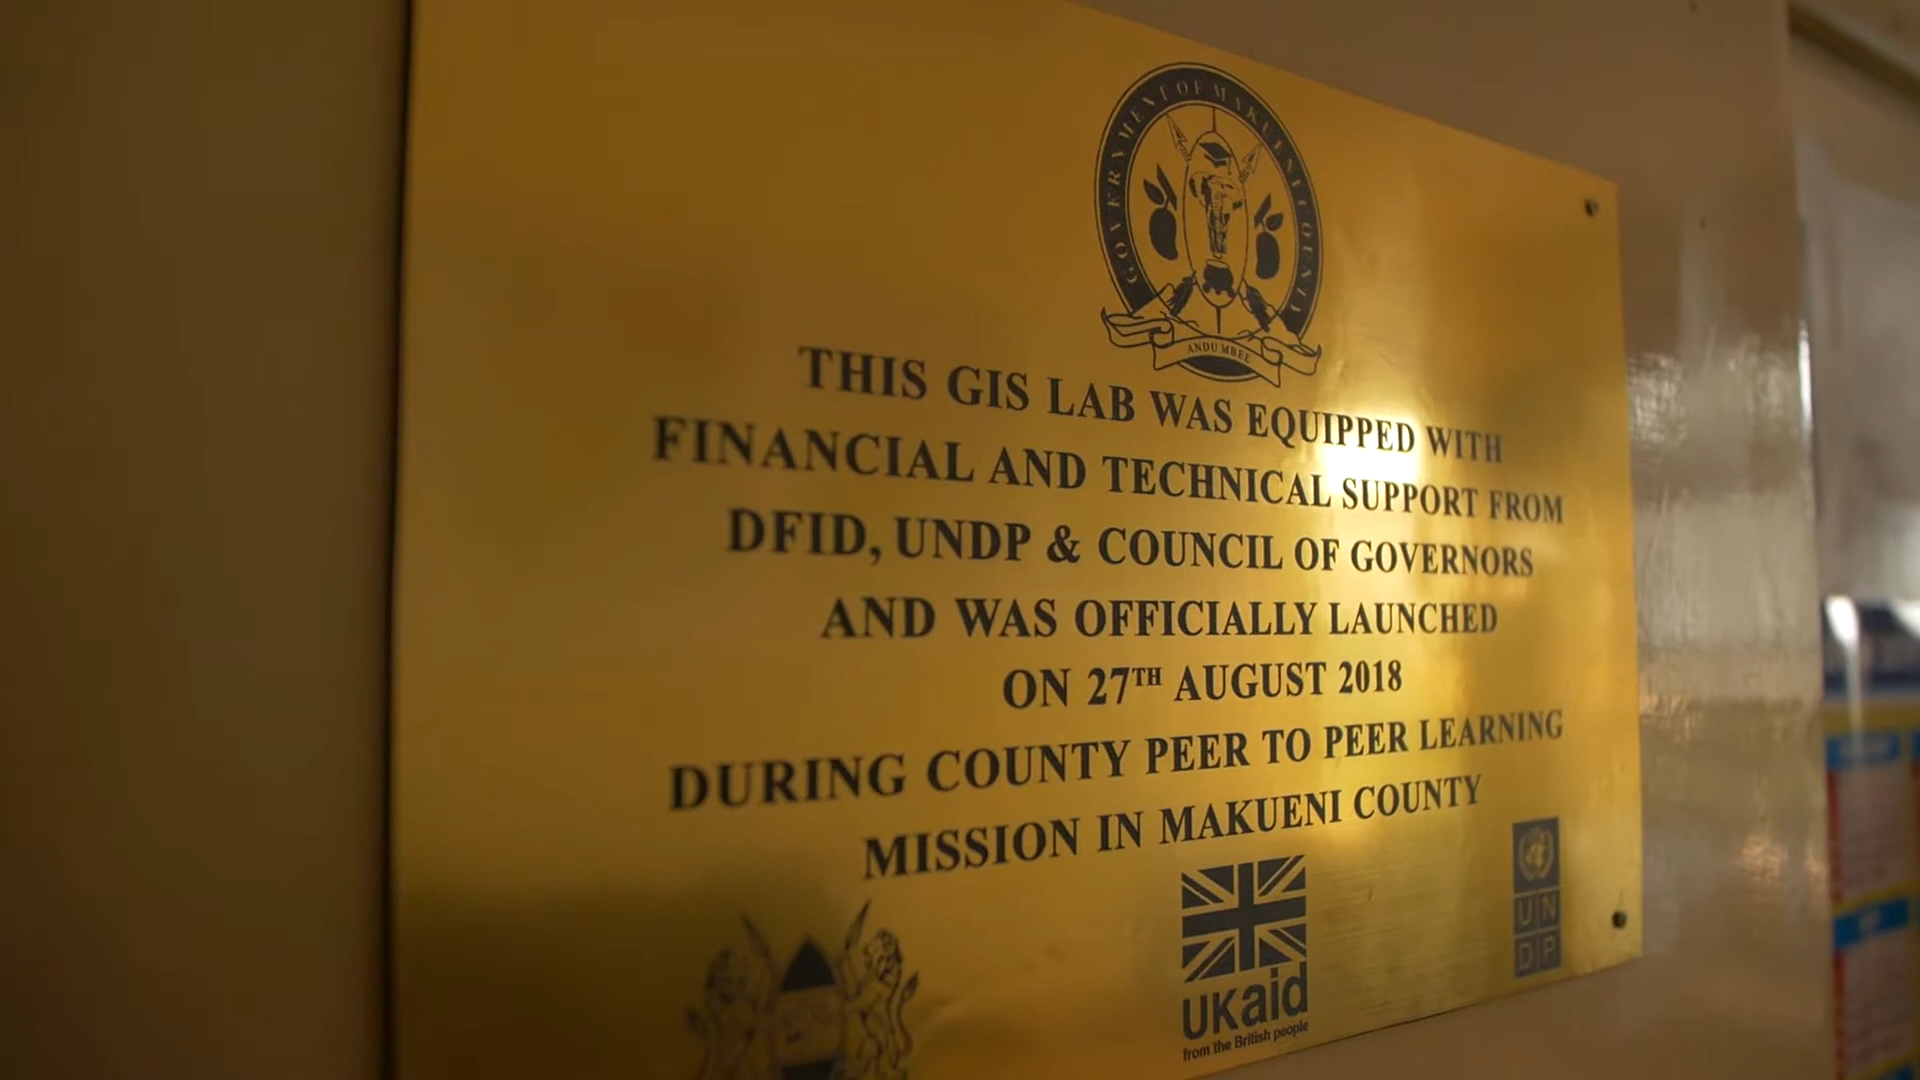 GOVERNMENT OF MAKUENI COUNTY
ANDU MBEE
THIS GIS LAB WAS EQUIPPED WITH
FINANCIAL AND TECHNICAL SUPPORT FROM
DFID, UNDP & COUNCIL OF GOVERNORS
AND WAS OFFICIALLY LAUNCHED
ON 27TH AUGUST 2018
DURING COUNTY PEER TO PEER LEARNING
MISSION IN MAKUENI COUNTY
UKaid
from the British people
UN
DP